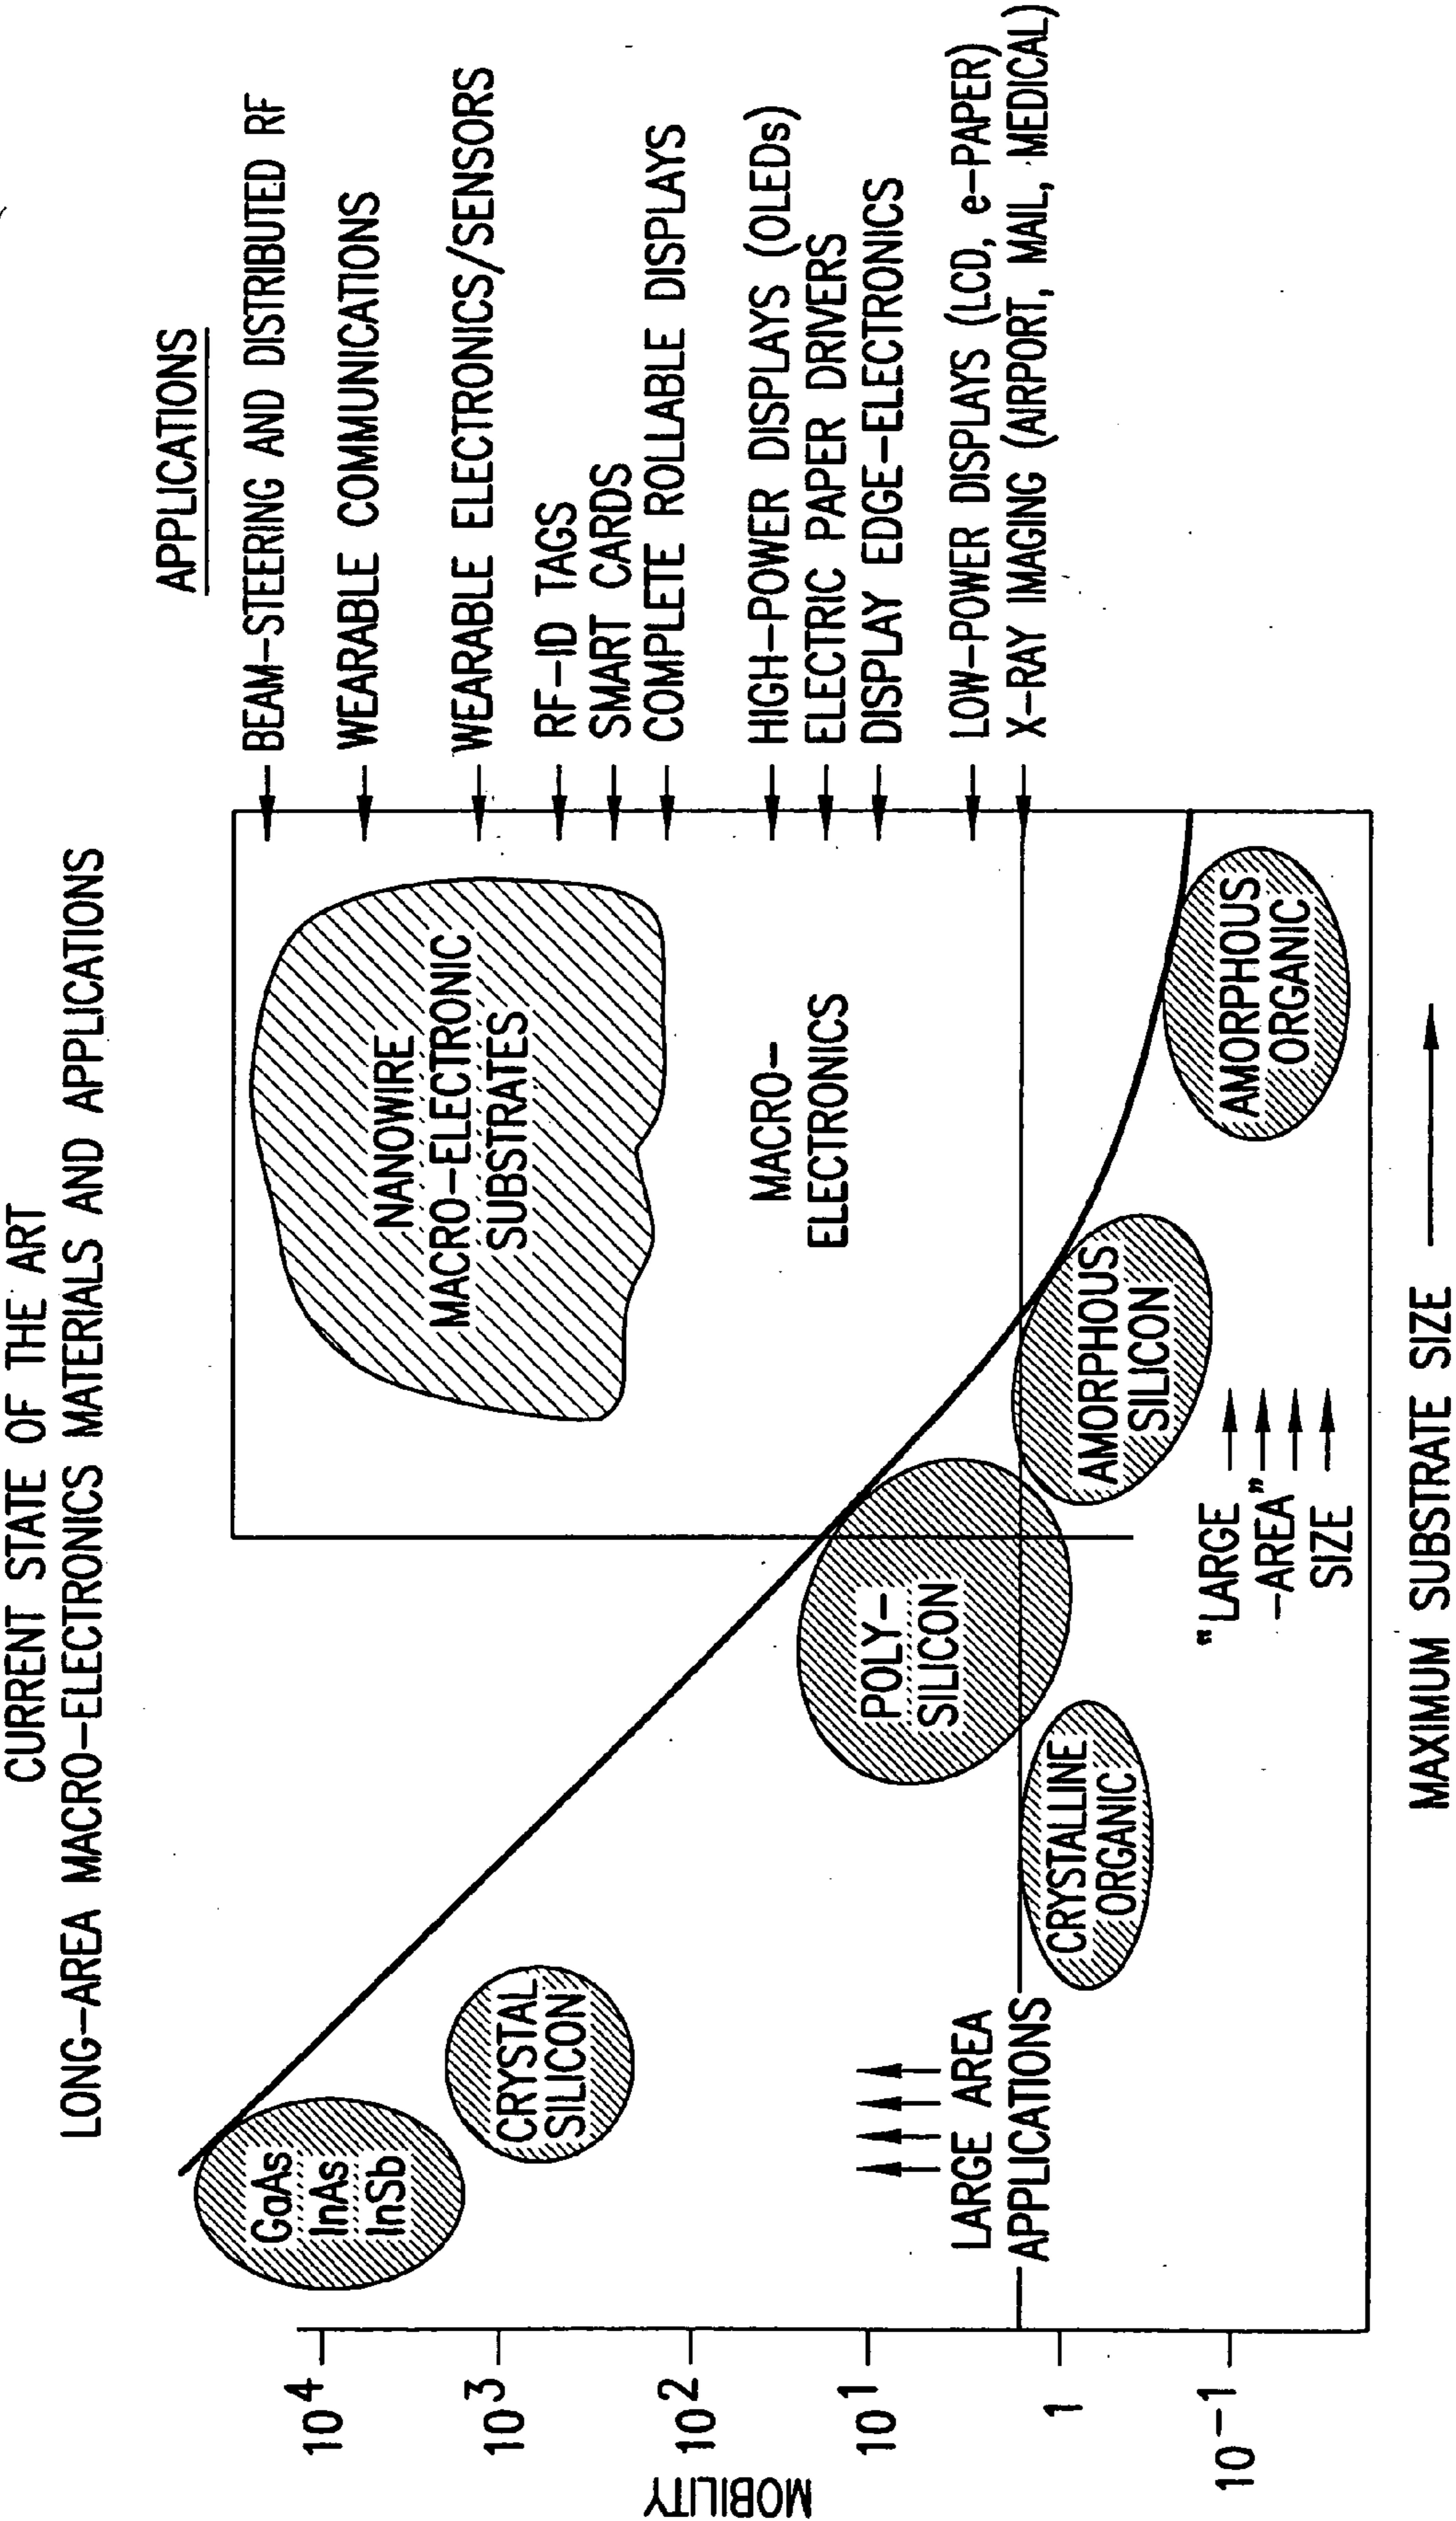 CURRENT STATE OF THE ART
LONG-AREA MACRO-ELECTRONICS MATERIALS AND APPLICATIONS
APPLICATIONS
BEAM-STEERING AND DISTRIBUTED RF
WEARABLE COMMUNICATIONS
WEARABLE ELECTRONICS/SENSORS
RF-ID TAGS
SMART CARDS
COMPLETE ROLLABLE DISPLAYS
HIGH-POWER DISPLAYS (OLEDs)
ELECTRIC PAPER DRIVERS
DISPLAY EDGE-ELECTRONICS
LOW-POWER DISPLAYS (LCD, e-PAPER)
X-RAY IMAGING (AIRPORT, MAIL, MEDICAL)
MOBILITY
10⁴
10³
10²
10¹
1
10⁻¹
GaAs
InAs
InSb
CRYSTAL
SILICON
NANOWIRE
MACRO-ELECTRONIC
SUBSTRATES
MACRO-
ELECTRONICS
POLY-
SILICON
LARGE AREA
APPLICATIONS
CRYSTALLINE
ORGANIC
AMORPHOUS
SILICON
AMORPHOUS
ORGANIC
"LARGE
-AREA"
SIZE
MAXIMUM SUBSTRATE SIZE